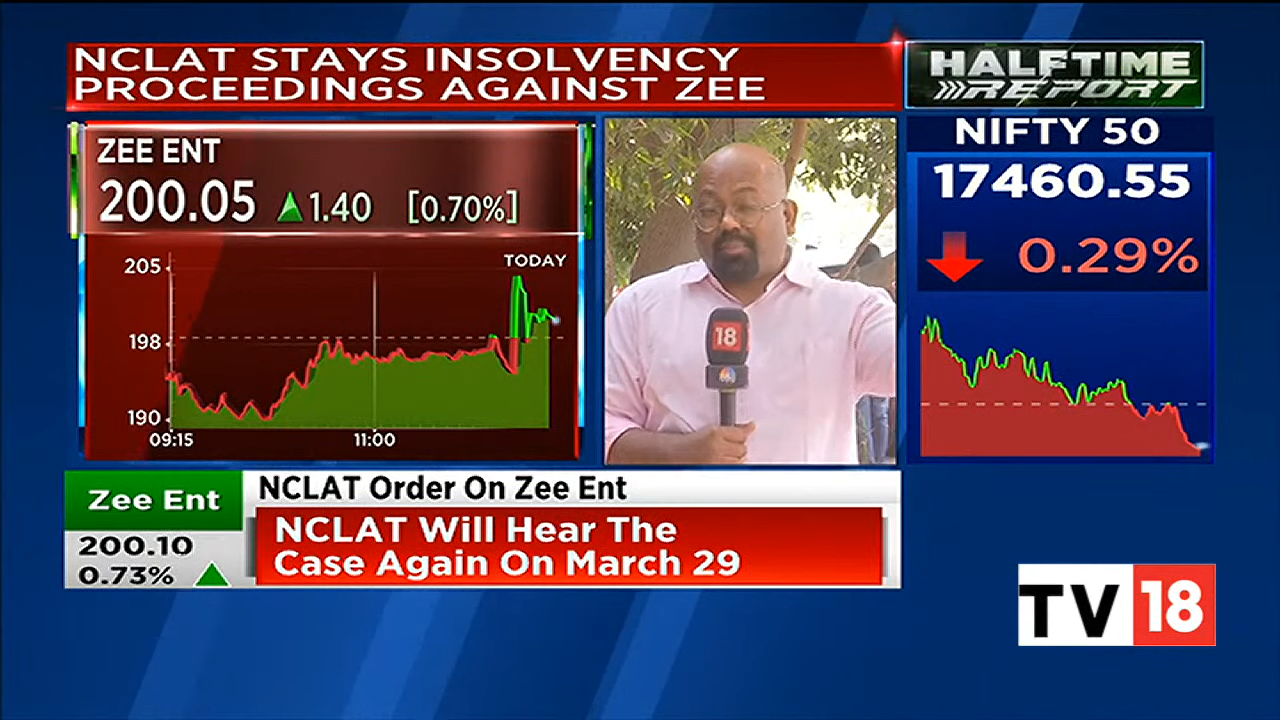 NCLAT STAYS INSOLVENCY
PROCEEDINGS AGAINST ZEE
HALFTIME
REPORT
ZEE ENT
200.05 1.40 [0.70%]
TODAY
205
198
190
09:15 11:00
18
NIFTY 50
17460.55
0.29%
Zee Ent
200.10
0.73%
NCLAT Order On Zee Ent
NCLAT Will Hear The
Case Again On March 29
TV 18